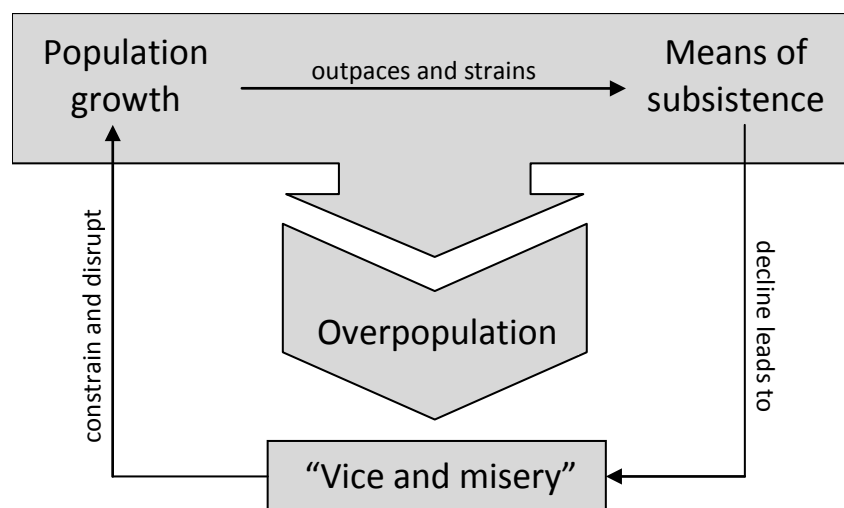 Population
growth
outpaces and strains
Means of
subsistence
constrain and disrupt
Overpopulation
decline leads to
“Vice and misery”